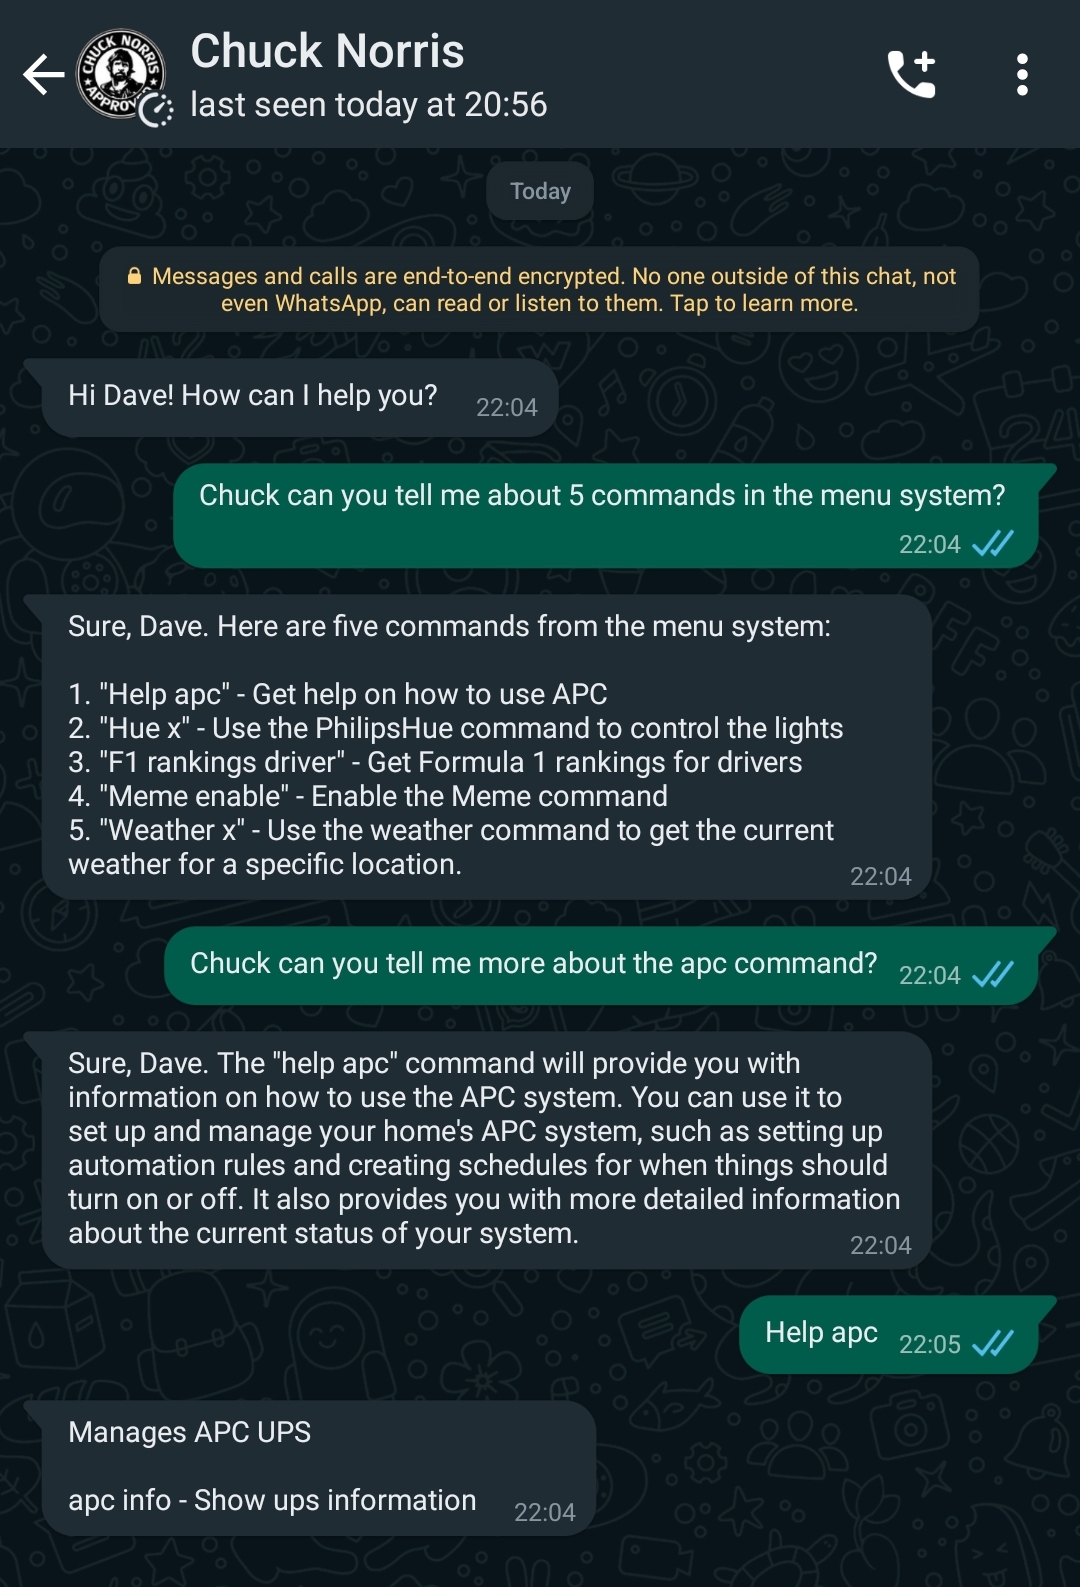 CHUCK NORRIS
APPROV
Chuck Norris
last seen today at 20:56
Today
Messages and calls are end-to-end encrypted. No one outside of this chat, not
even WhatsApp, can read or listen to them. Tap to learn more.
Hi Dave! How can I help you?
22:04
Chuck can you tell me about 5 commands in the menu system?
22:04
Sure, Dave. Here are five commands from the menu system:
1. "Help apc" - Get help on how to use APC
2. "Hue x" - Use the PhilipsHue command to control the lights
3. "F1 rankings driver" - Get Formula 1 rankings for drivers
4. "Meme enable" - Enable the Meme command
5. "Weather x" - Use the weather command to get the current
weather for a specific location.
22:04
Chuck can you tell me more about the apc command?
22:04
Sure, Dave. The "help apc" command will provide you with
information on how to use the APC system. You can use it to
set up and manage your home's APC system, such as setting up
automation rules and creating schedules for when things should
turn on or off. It also provides you with more detailed information
about the current status of your system.
22:04
Help apc
22:05
Manages APC UPS
apc info - Show ups information
22:04